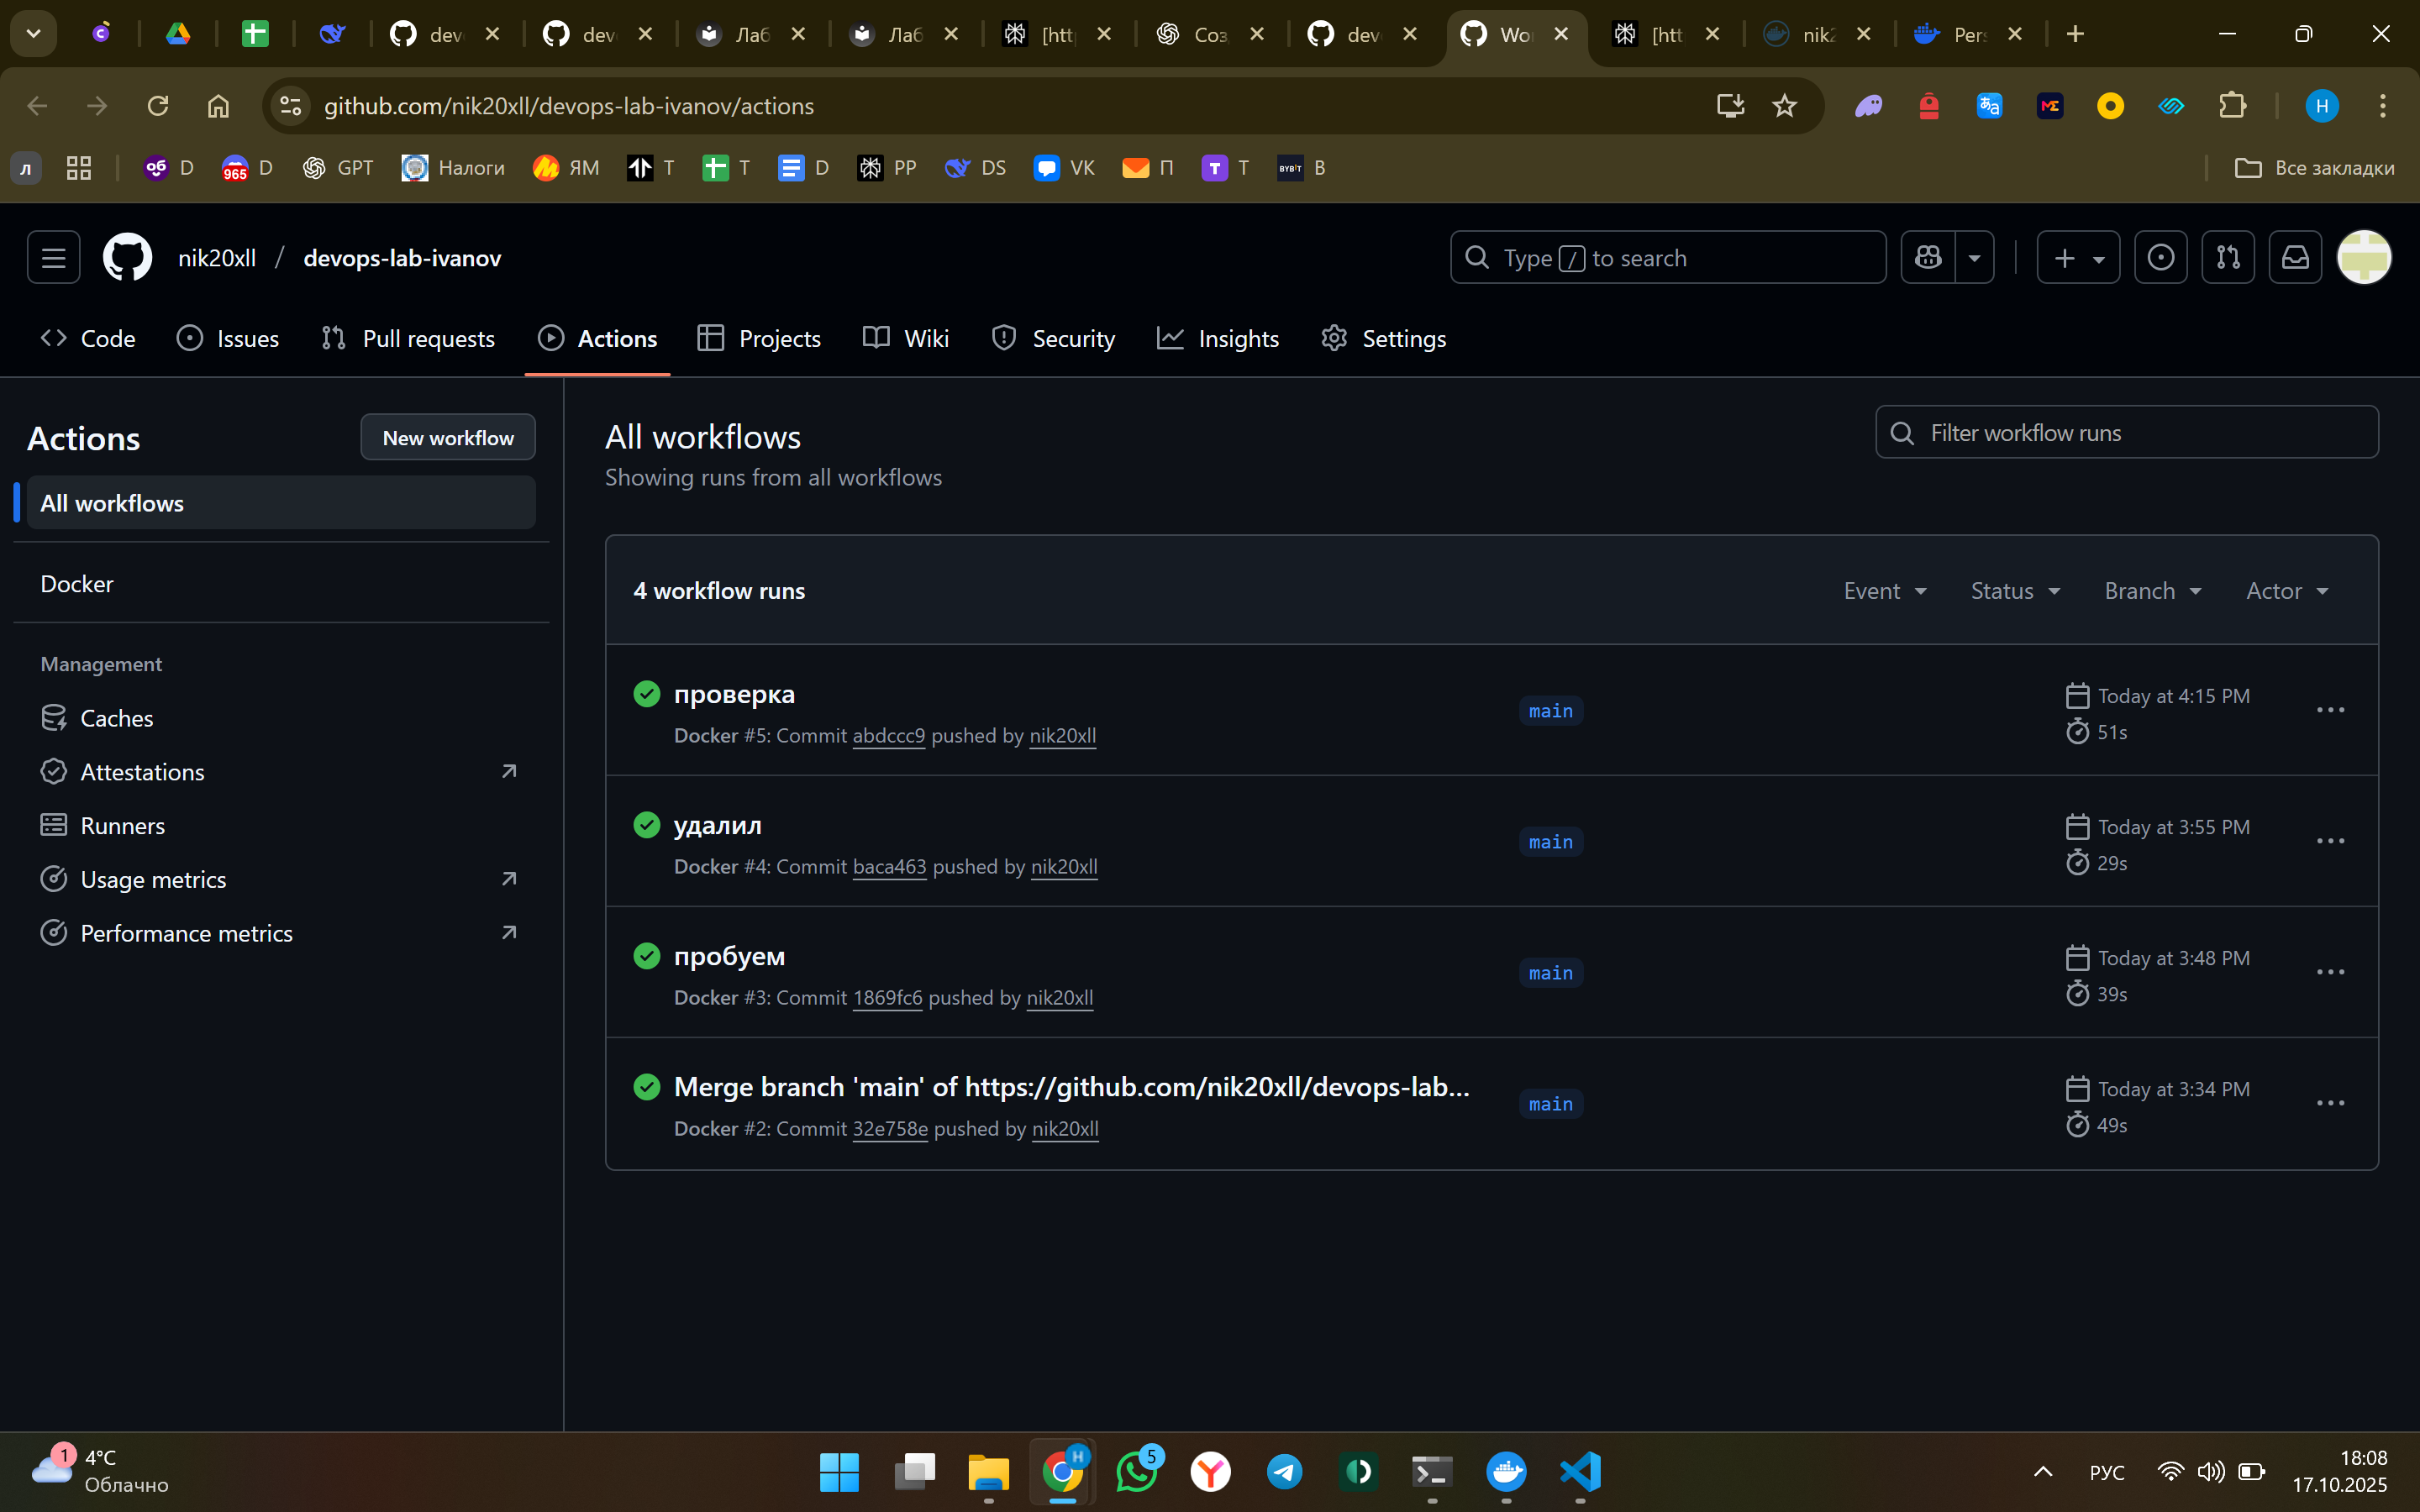 dev
dev
Лаб
Лаб
[htt
Соз
dev
Wo
[htt
nik2
Pers
github.com/nik20xll/devops-lab-ivanov/actions
Н
л
об D
965 D
GPT
Налоги
ЯМ
T
T
D
PP
DS
VK
П
T T
BYBIT B
Все закладки
nik20xll / devops-lab-ivanov
Type / to search
Code
Issues
Pull requests
Actions
Projects
Wiki
Security
Insights
Settings
Actions
New workflow
All workflows
Docker
Management
Caches
Attestations
Runners
Usage metrics
Performance metrics
All workflows
Showing runs from all workflows
Filter workflow runs
4 workflow runs
Event
Status
Branch
Actor
проверка
Docker #5: Commit abdccc9 pushed by nik20xll
main
Today at 4:15 PM
51s
удалил
Docker #4: Commit baca463 pushed by nik20xll
main
Today at 3:55 PM
29s
пробуем
Docker #3: Commit 1869fc6 pushed by nik20xll
main
Today at 3:48 PM
39s
Merge branch 'main' of https://github.com/nik20xll/devops-lab...
Docker #2: Commit 32e758e pushed by nik20xll
main
Today at 3:34 PM
49s
1
4°C
Облачно
Н
5
РУС
18:08
17.10.2025